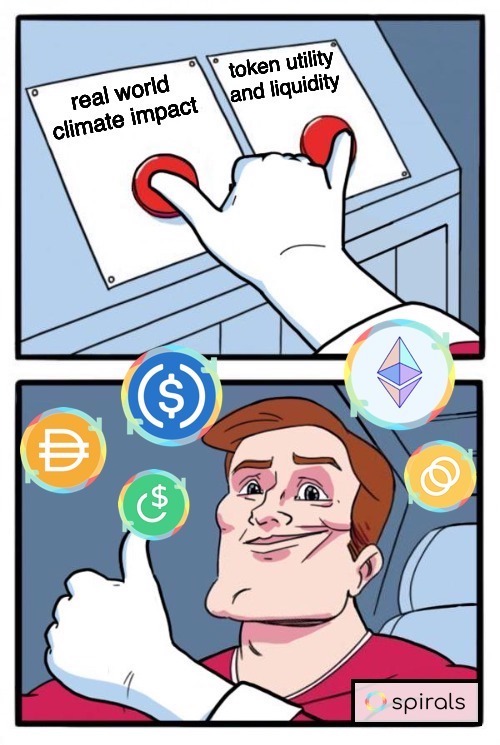 real world
climate impact
token utility
and liquidity
$
$
spirals